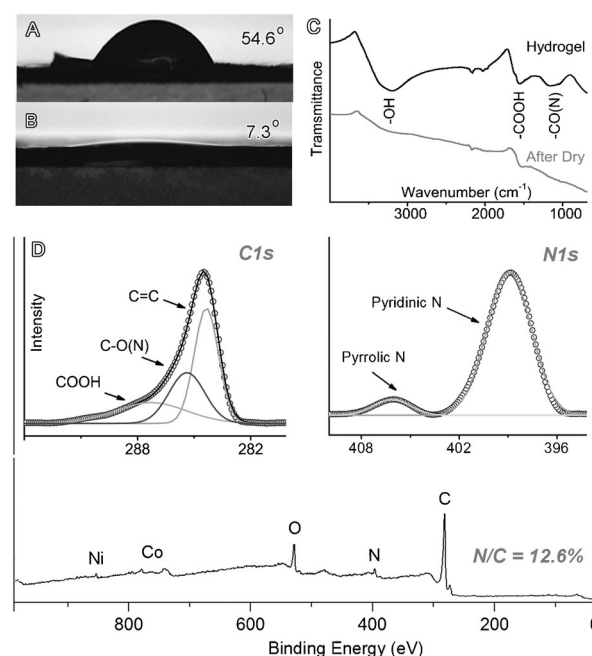 A
54.6°
B
7.3°
C
Hydrogel
-OH
-COOH
-CO(N)
After Dry
Tramsmittance
Wavenumber (cm⁻¹)
3000 2000 1000
D
C1s
C=C
C-O(N)
COOH
Intensity
288 282
N1s
Pyridinic N
Pyrrolic N
408 402 396
C
O
N
Co
Ni
N/C = 12.6%
800 600 400 200 0
Binding Energy (eV)